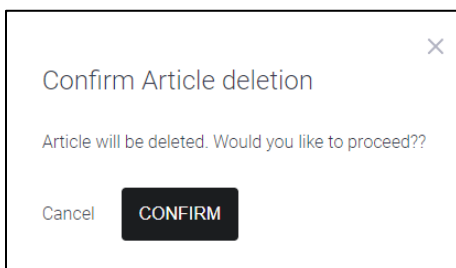 Confirm Article deletion
Article will be deleted. Would you like to proceed??
Cancel CONFIRM